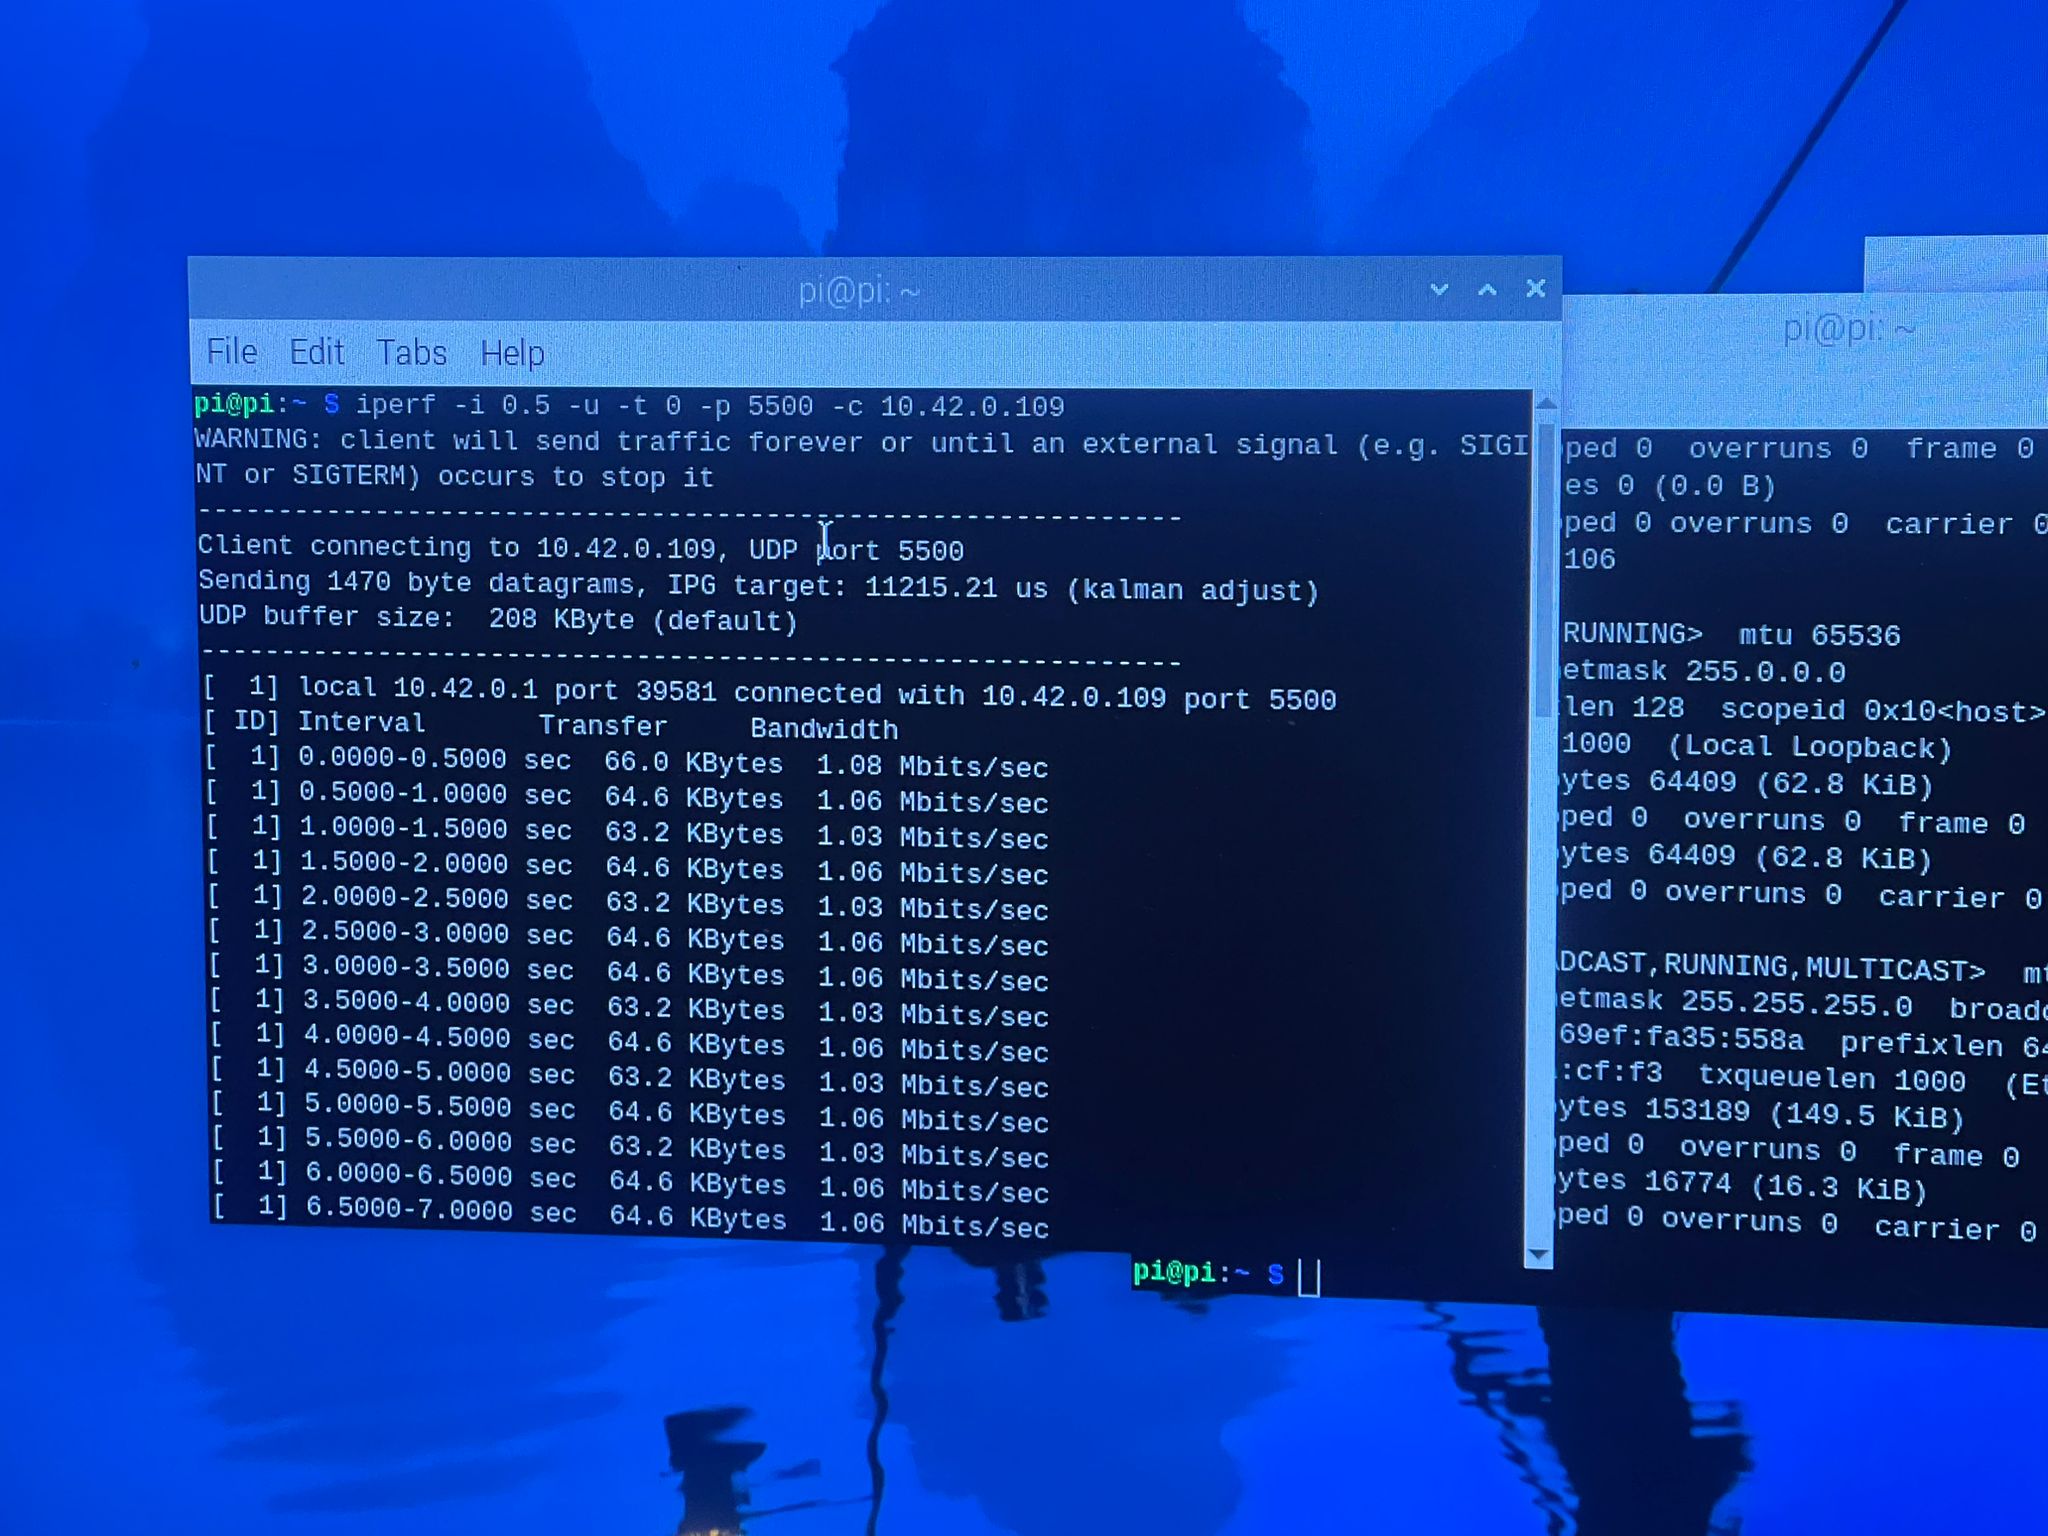 pi@pi: ~
File Edit Tabs Help
pi@pi:~ $ iperf -i 0.5 -u -t 0 -p 5500 -c 10.42.0.109
WARNING: client will send traffic forever or until an external signal (e.g. SIGI
NT or SIGTERM) occurs to stop it
------------------------------------------------------------
Client connecting to 10.42.0.109, UDP port 5500
Sending 1470 byte datagrams, IPG target: 11215.21 us (kalman adjust)
UDP buffer size:  208 KByte (default)
------------------------------------------------------------
[  1] local 10.42.0.1 port 39581 connected with 10.42.0.109 port 5500
[ ID] Interval       Transfer     Bandwidth
[  1] 0.0000-0.5000 sec  66.0 KBytes  1.08 Mbits/sec
[  1] 0.5000-1.0000 sec  64.6 KBytes  1.06 Mbits/sec
[  1] 1.0000-1.5000 sec  63.2 KBytes  1.03 Mbits/sec
[  1] 1.5000-2.0000 sec  64.6 KBytes  1.06 Mbits/sec
[  1] 2.0000-2.5000 sec  63.2 KBytes  1.03 Mbits/sec
[  1] 2.5000-3.0000 sec  64.6 KBytes  1.06 Mbits/sec
[  1] 3.0000-3.5000 sec  64.6 KBytes  1.06 Mbits/sec
[  1] 3.5000-4.0000 sec  63.2 KBytes  1.03 Mbits/sec
[  1] 4.0000-4.5000 sec  64.6 KBytes  1.06 Mbits/sec
[  1] 4.5000-5.0000 sec  63.2 KBytes  1.03 Mbits/sec
[  1] 5.0000-5.5000 sec  64.6 KBytes  1.06 Mbits/sec
[  1] 5.5000-6.0000 sec  63.2 KBytes  1.03 Mbits/sec
[  1] 6.0000-6.5000 sec  64.6 KBytes  1.06 Mbits/sec
[  1] 6.5000-7.0000 sec  64.6 KBytes  1.06 Mbits/sec
pi@pi: ~
pped 0  overruns 0  frame 0
es 0 (0.0 B)
pped 0 overruns 0  carrier 0
106
RUNNING>  mtu 65536
etmask 255.0.0.0
len 128  scopeid 0x10<host>
1000  (Local Loopback)
ytes 64409 (62.8 KiB)
pped 0  overruns 0  frame 0
ytes 64409 (62.8 KiB)
pped 0 overruns 0  carrier 0
DCAST,RUNNING,MULTICAST>  mt
etmask 255.255.255.0  broadc
69ef:fa35:558a  prefixlen 64
:cf:f3  txqueuelen 1000  (Et
ytes 153189 (149.5 KiB)
pped 0  overruns 0  frame 0
ytes 16774 (16.3 KiB)
pped 0 overruns 0  carrier 0
pi@pi:~ $